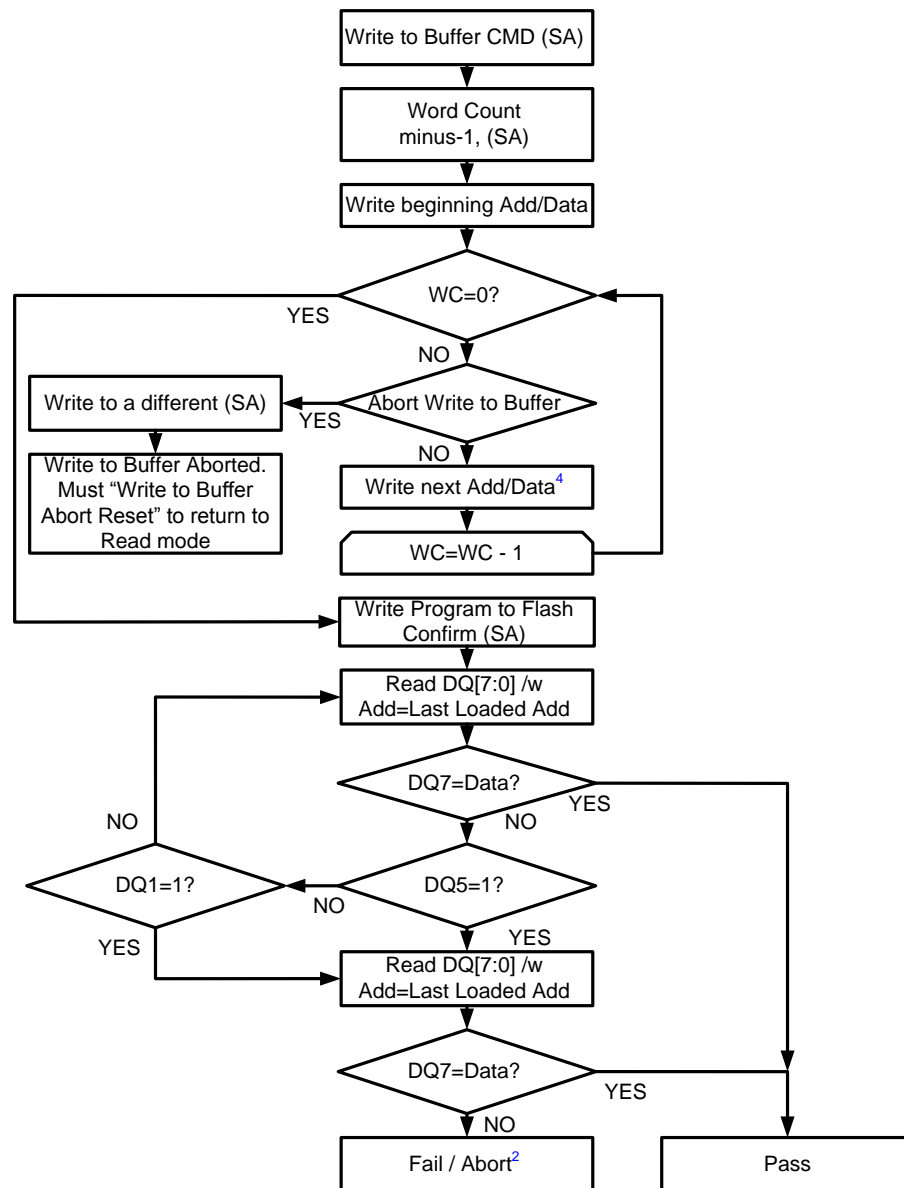 Write to Buffer CMD (SA)
Word Count
minus-1, (SA)
Write beginning Add/Data
WC=0?
YES
NO
Write to a different (SA)
YES
Abort Write to Buffer
NO
Write to Buffer Aborted.
Must “Write to Buffer
Abort Reset” to return to
Read mode
Write next Add/Data4
WC=WC - 1
Write Program to Flash
Confirm (SA)
Read DQ[7:0] /w
Add=Last Loaded Add
DQ7=Data?
YES
NO
NO
DQ1=1?
NO
DQ5=1?
YES
YES
Read DQ[7:0] /w
Add=Last Loaded Add
DQ7=Data?
YES
NO
Fail / Abort2
Pass